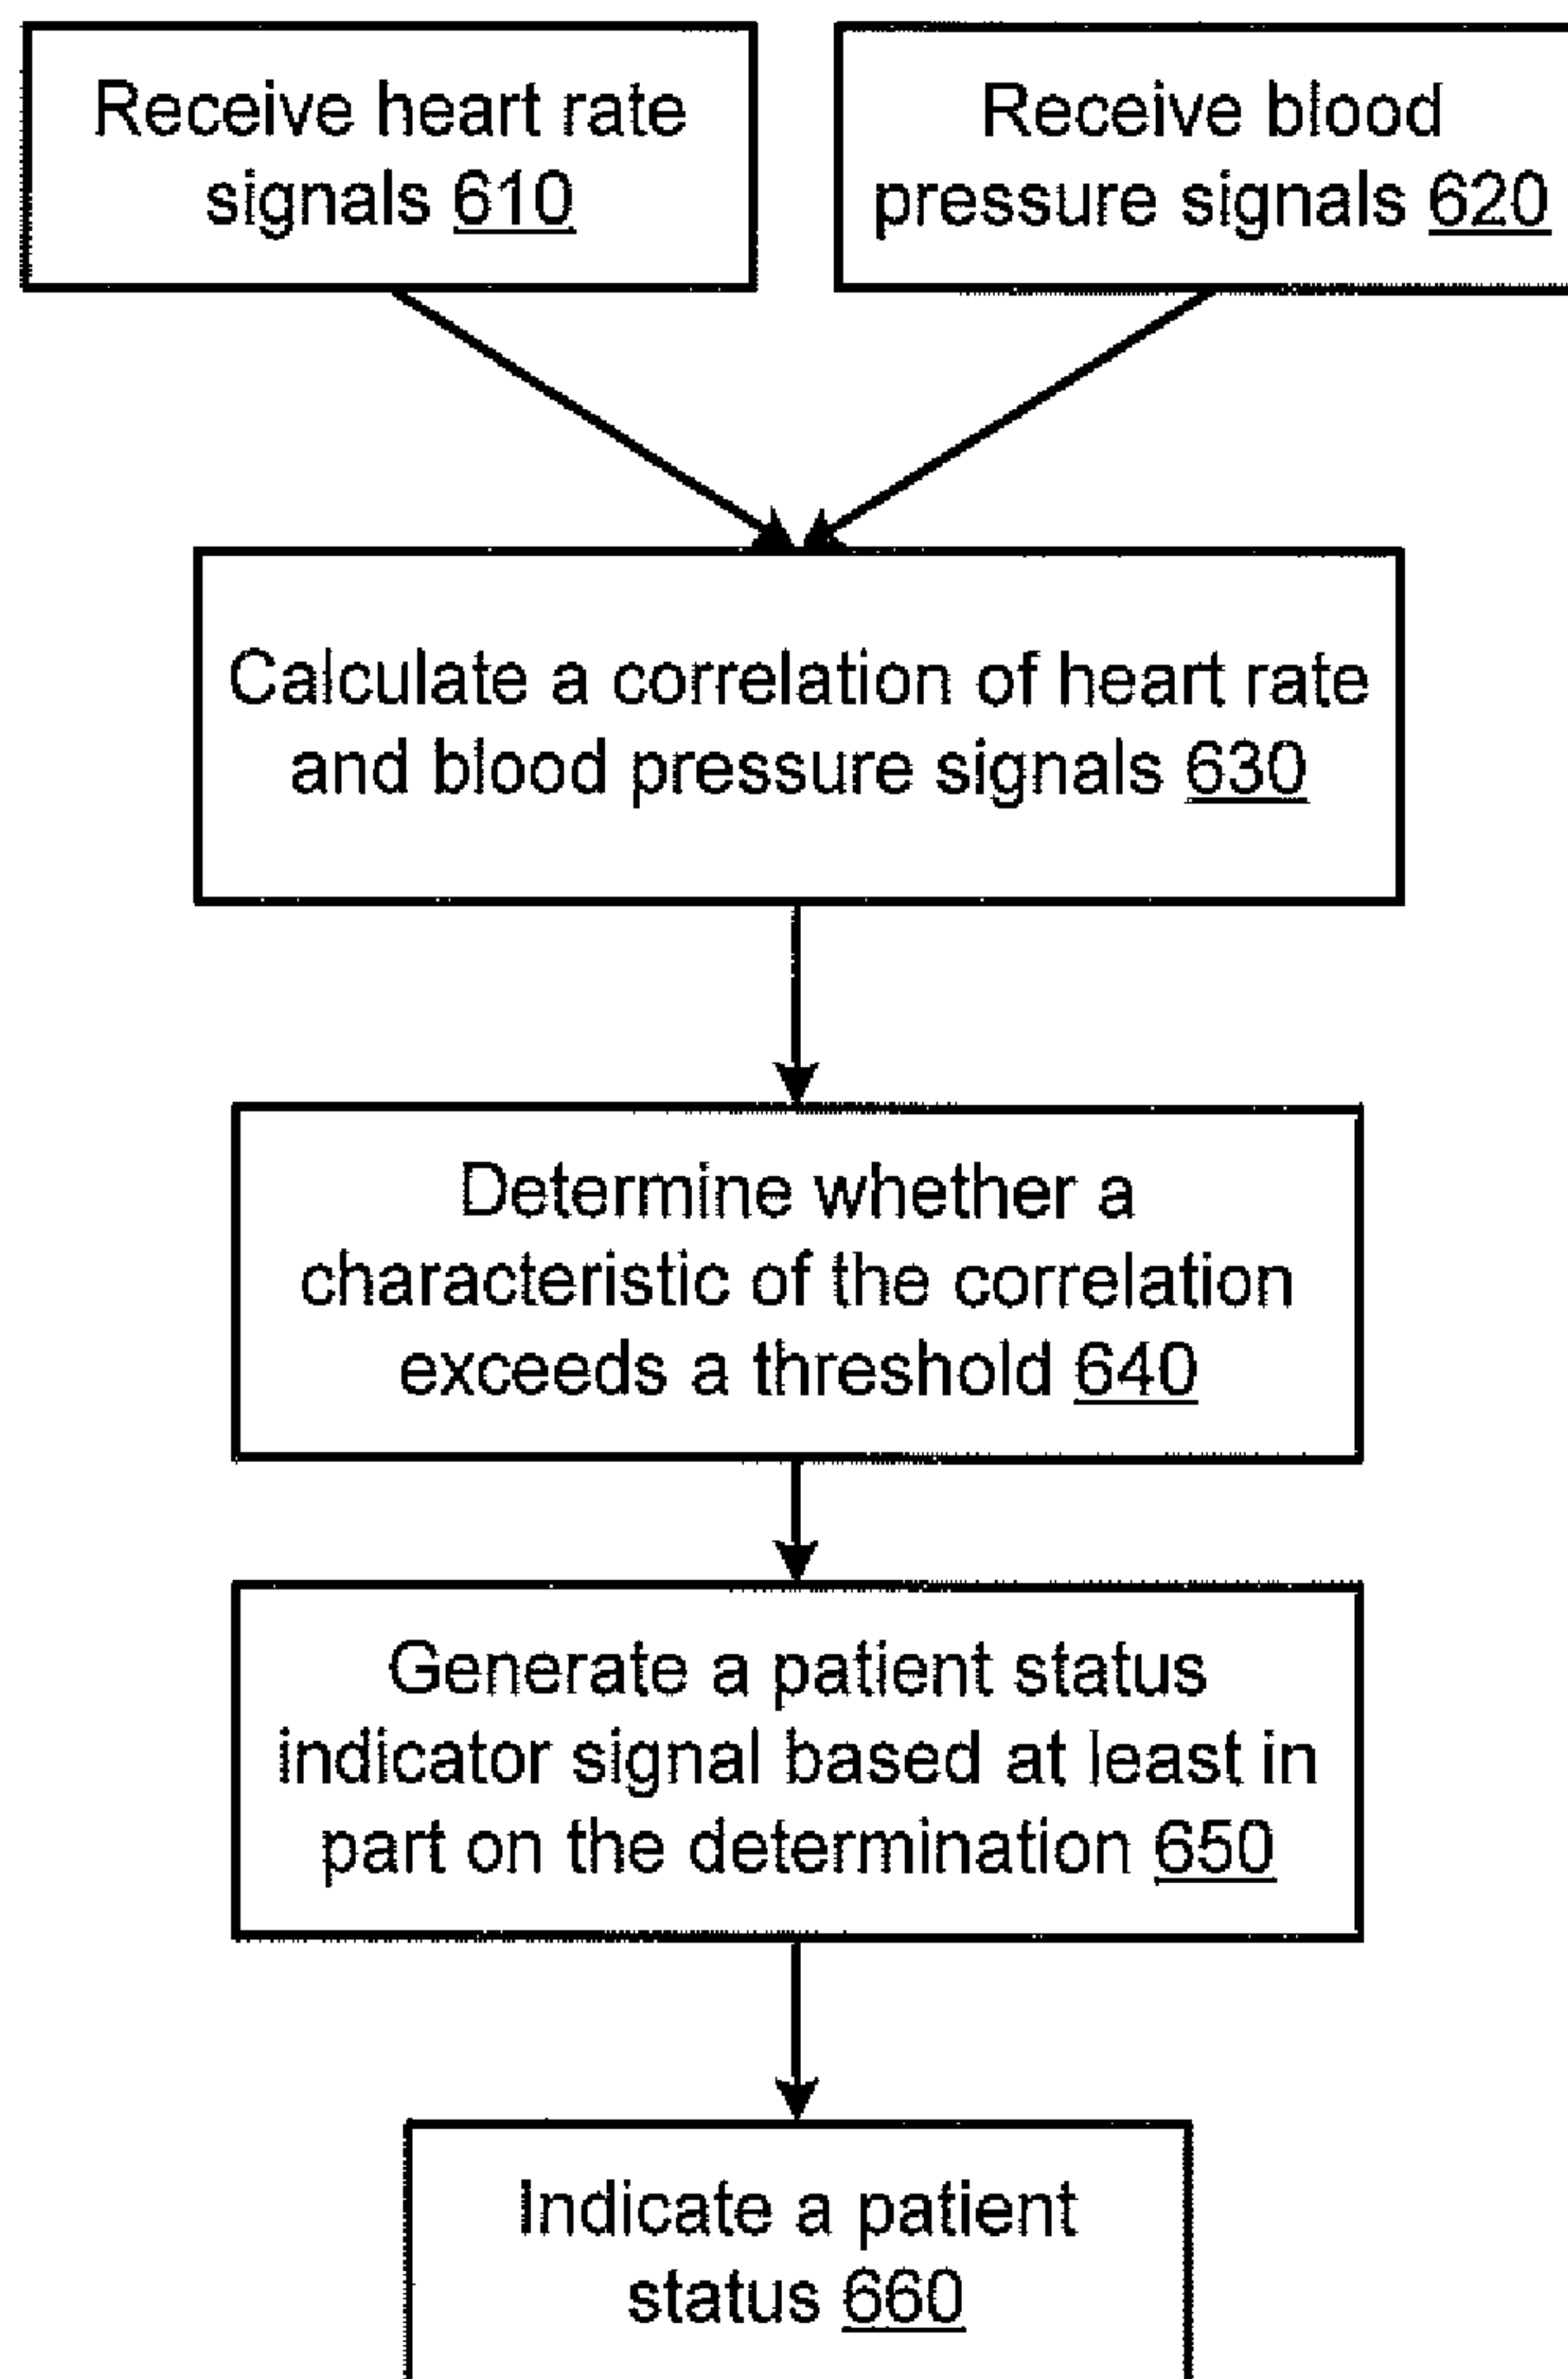 Receive heart rate
signals 610
Receive blood
pressure signals 620
Calculate a correlation of heart rate
and blood pressure signals 630
Determine whether a
characteristic of the correlation
exceeds a threshold 640
Generate a patient status
indicator signal based at least in
part on the determination 650
Indicate a patient
status 660